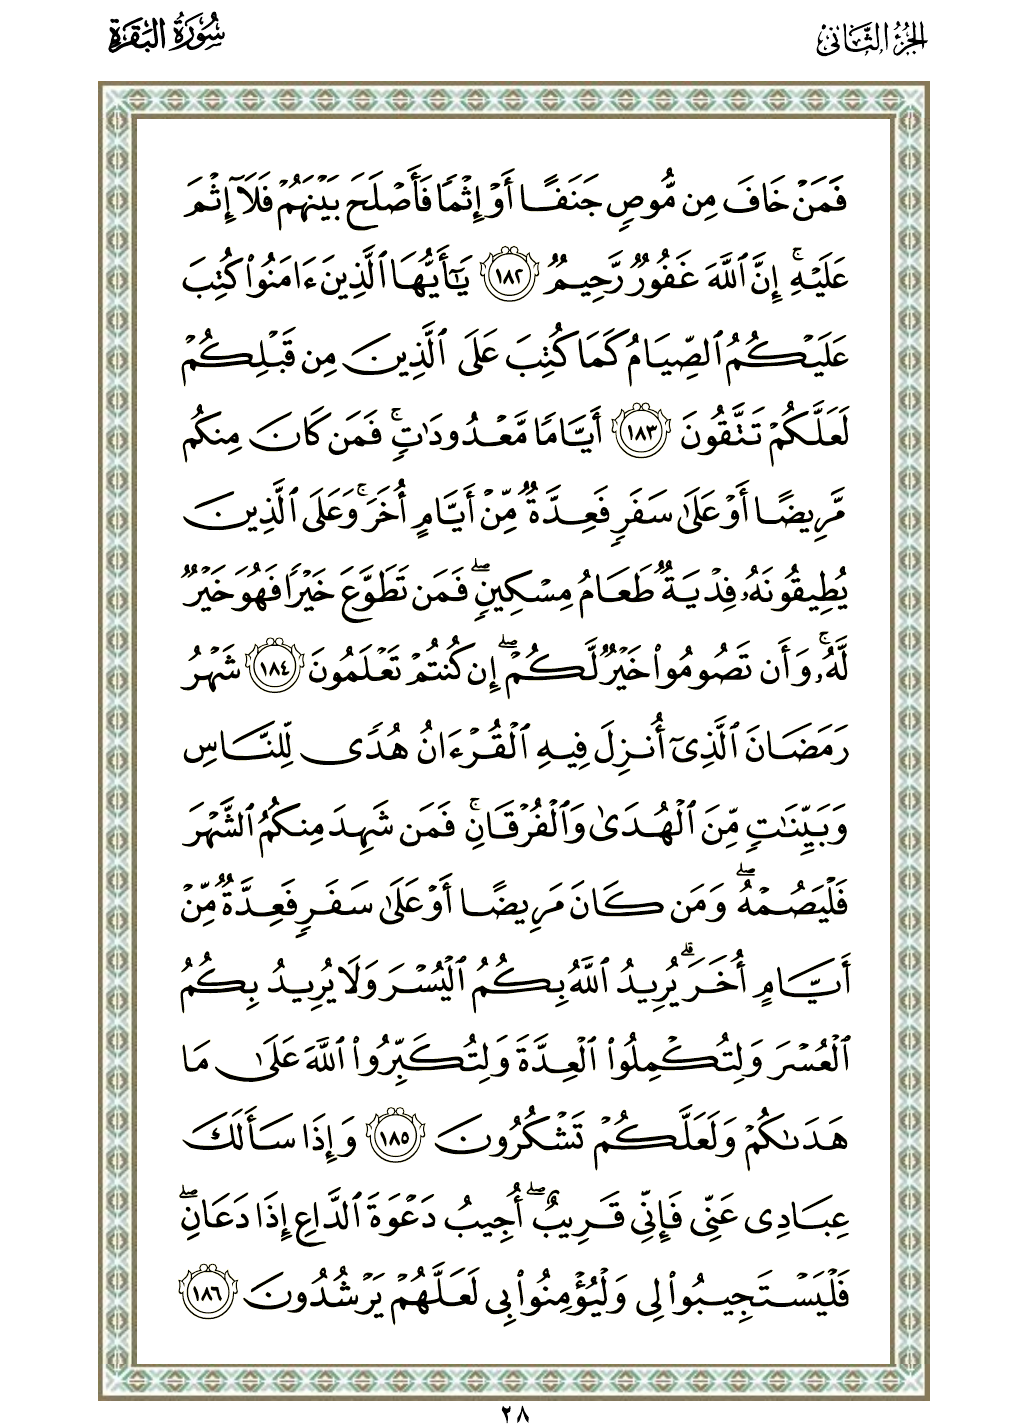 الجزء الثاني
سورة البقرة
فَمَنْ خَافَ مِن مُّوصٍ جَنَفًا أَوْ إِثْمًا فَأَصْلَحَ بَيْنَهُمْ فَلَآ إِثْمَ
عَلَيْهِ ۚ إِنَّ ٱللَّهَ غَفُورٌ رَّحِيمٌ ١٨٢ يَـٰٓأَيُّهَا ٱلَّذِينَ ءَامَنُوا۟ كُتِبَ
عَلَيْكُمُ ٱلصِّيَامُ كَمَا كُتِبَ عَلَى ٱلَّذِينَ مِن قَبْلِكُمْ
لَعَلَّكُمْ تَتَّقُونَ ١٨٣ أَيَّامًا مَّعْدُودَٰتٍ ۚ فَمَن كَانَ مِنكُم
مَّرِيضًا أَوْ عَلَىٰ سَفَرٍ فَعِدَّةٌ مِّنْ أَيَّامٍ أُخَرَ ۚ وَعَلَى ٱلَّذِينَ
يُطِيقُونَهُۥ فِدْيَةٌ طَعَامُ مِسْكِينٍ ۖ فَمَن تَطَوَّعَ خَيْرًا فَهُوَ خَيْرٌ
لَّهُۥ ۚ وَأَن تَصُومُوا۟ خَيْرٌ لَّكُمْ ۖ إِن كُنتُمْ تَعْلَمُونَ ١٨٤ شَهْرُ
رَمَضَانَ ٱلَّذِىٓ أُنزِلَ فِيهِ ٱلْقُرْءَانُ هُدًى لِّلنَّاسِ
وَبَيِّنَـٰتٍ مِّنَ ٱلْهُدَىٰ وَٱلْفُرْقَانِ ۚ فَمَن شَهِدَ مِنكُمُ ٱلشَّهْرَ
فَلْيَصُمْهُ ۖ وَمَن كَانَ مَرِيضًا أَوْ عَلَىٰ سَفَرٍ فَعِدَّةٌ مِّنْ
أَيَّامٍ أُخَرَ ۗ يُرِيدُ ٱللَّهُ بِكُمُ ٱلْيُسْرَ وَلَا يُرِيدُ بِكُمُ
ٱلْعُسْرَ وَلِتُكْمِلُوا۟ ٱلْعِدَّةَ وَلِتُكَبِّرُوا۟ ٱللَّهَ عَلَىٰ مَا
هَدَىٰكُمْ وَلَعَلَّكُمْ تَشْكُرُونَ ١٨٥ وَإِذَا سَأَلَكَ
عِبَادِى عَنِّى فَإِنِّى قَرِيبٌ ۖ أُجِيبُ دَعْوَةَ ٱلدَّاعِ إِذَا دَعَانِ ۖ
فَلْيَسْتَجِيبُوا۟ لِى وَلْيُؤْمِنُوا۟ بِى لَعَلَّهُمْ يَرْشُدُونَ ١٨٦
٢٨